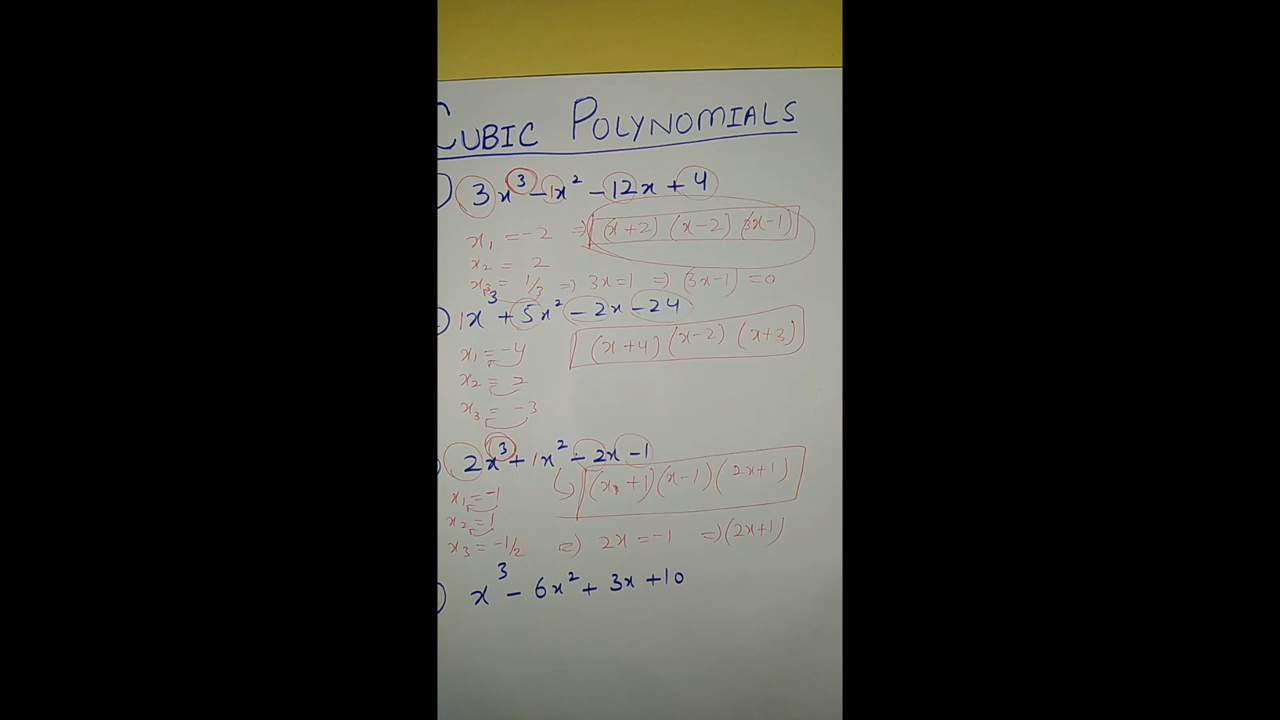 CUBIC POLYNOMIALS
) 3x³ - 1x² - 12x + 4
x₁ = -2 ⇒ (x+2) (x-2) (3x-1)
x₂ = 2
x₃ = 1/3 ⇒ 3x=1 ⇒ (3x-1) = 0
) 1x³ + 5x² - 2x - 24
x₁ = -4 (x+4) (x-2) (x+3)
x₂ = 2
x₃ = -3
) 2x³ + 1x² - 2x - 1
x₁ = -1 (x+1) (x-1) (2x+1)
x₂ = 1
x₃ = -1/2 ⇒ 2x = -1 ⇒ (2x+1)
) x³ - 6x² + 3x + 10